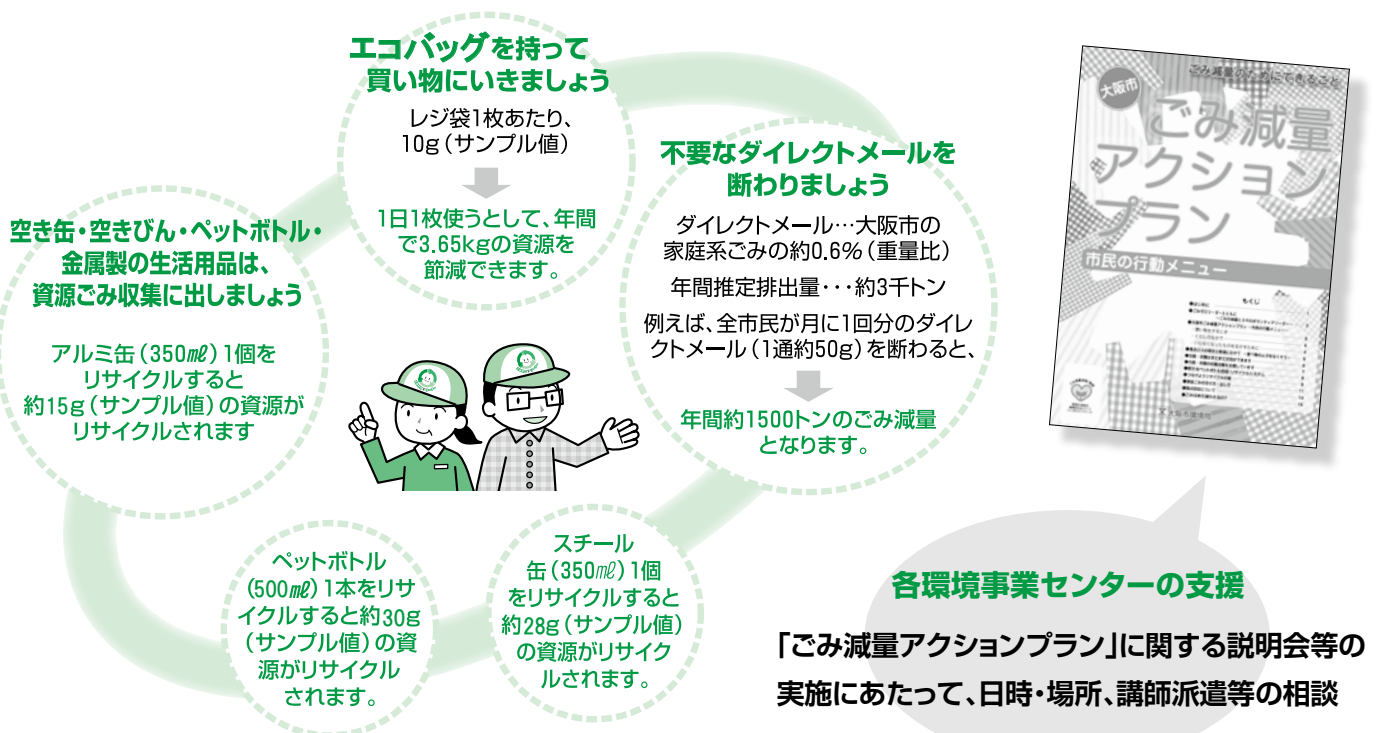 エコバッグを持って
買い物にいきましょう
レジ袋1枚あたり、
10g（サンプル値）
1日1枚使うとして、年間
で3.65kgの資源を
節減できます。
不要なダイレクトメールを
断わりましょう
ダイレクトメール…大阪市の
家庭系ごみの約0.6%（重量比）
年間推定排出量・・・約3千トン
例えば、全市民が月に1回分のダイレ
クトメール（1通約50g）を断わると、
年間約1500トンのごみ減量
となります。
空き缶・空きびん・ペットボトル・
金属製の生活用品は、
資源ごみ収集に出しましょう
アルミ缶（350㎖）1個を
リサイクルすると
約15g（サンプル値）の資源が
リサイクルされます
ペットボトル
（500㎖）1本をリサ
イクルすると約30g
（サンプル値）の資
源がリサイクル
されます。
スチール
缶（350㎖）1個
をリサイクルすると
約28g（サンプル値）
の資源がリサイク
ルされます。
ごみ減量のためにできること
大阪市
ごみ減量
アクション
プラン
市民の行動メニュー
もくじ
各環境事業センターの支援
「ごみ減量アクションプラン」に関する説明会等の
実施にあたって、日時・場所、講師派遣等の相談